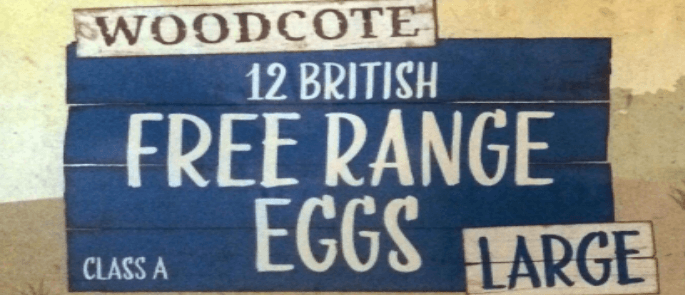 WOODCOTE
12 BRITISH
FREE RANGE
EGGS
CLASS A
LARGE